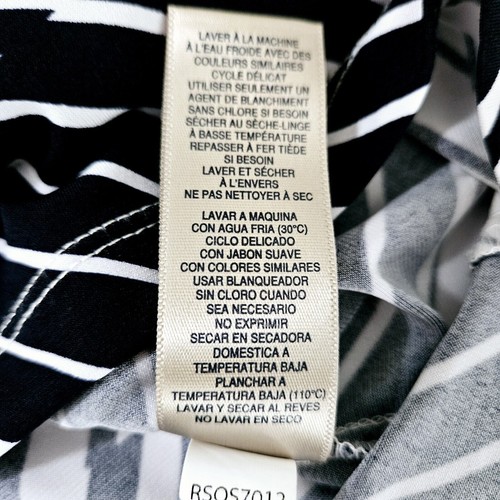 LAVER À LA MACHINE
À L'EAU FROIDE AVEC DES
COULEURS SIMILAIRES
CYCLE DÉLICAT
UTILISER SEULEMENT UN
AGENT DE BLANCHIMENT
SANS CHLORE SI BESOIN
SÉCHER AU SÈCHE-LINGE
À BASSE TEMPÉRATURE
REPASSER À FER TIÈDE
SI BESOIN
LAVER ET SÉCHER
À L'ENVERS
NE PAS NETTOYER À SEC
LAVAR A MAQUINA
CON AGUA FRIA (30°C)
CICLO DELICADO
CON JABON SUAVE
CON COLORES SIMILARES
USAR BLANQUEADOR
SIN CLORO CUANDO
SEA NECESARIO
NO EXPRIMIR
SECAR EN SECADORA
DOMESTICA A
TEMPERATURA BAJA
PLANCHAR A
TEMPERATURA BAJA (110°C)
LAVAR Y SECAR AL REVES
NO LAVAR EN SECO
RSOS7012